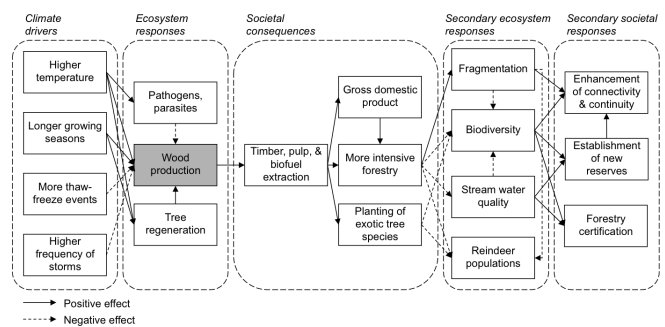 Climate
drivers
Ecosystem
responses
Societal
consequences
Secondary ecosystem
responses
Secondary societal
responses
Higher
temperature
Longer growing
seasons
More thaw-
freeze events
Higher
frequency of
storms
Pathogens,
parasites
Wood
production
Tree
regeneration
Timber, pulp, &
biofuel
extraction
Gross domestic
product
More intensive
forestry
Planting of
exotic tree
species
Fragmentation
Biodiversity
Stream water
quality
Reindeer
populations
Enhancement
of connectivity
& continuity
Establishment
of new
reserves
Forestry
certification
Positive effect
Negative effect